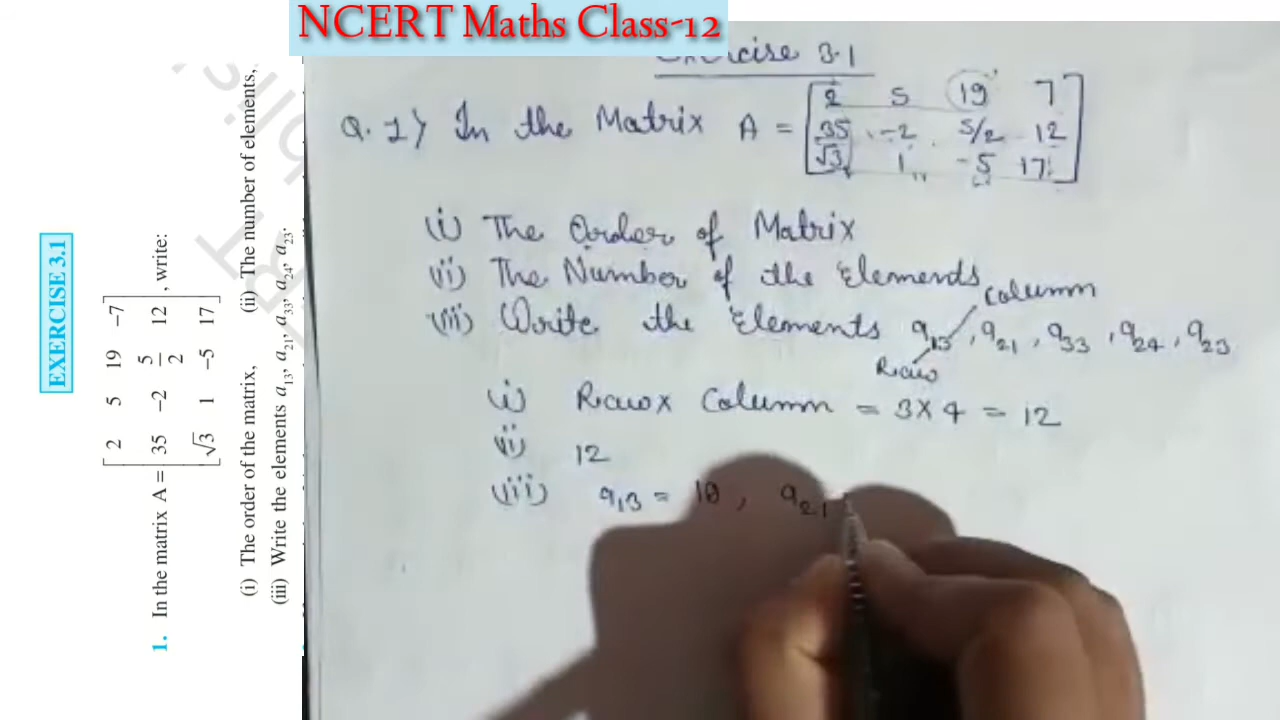 NCERT Maths Class-12
EXERCISE 3.1
1. In the matrix A = [2 5 19 −7
35 −2 5/2 12
√3 1 −5 17], write:
(i) The order of the matrix, (ii) The number of elements,
(iii) Write the elements a13, a21, a33, a24, a23.
Exercise 3.1
Q.1) In the Matrix A = [2 5 19 7
35 -2 5/2 12
√3 1 -5 17]
(i) The Order of Matrix
(ii) The Number of the Elements
column
(iii) Write the Elements a13, a21, a33, a24, a23
Row
i) Row x Column = 3 x 4 = 12
ii) 12
(iii) a13 = 19, a21